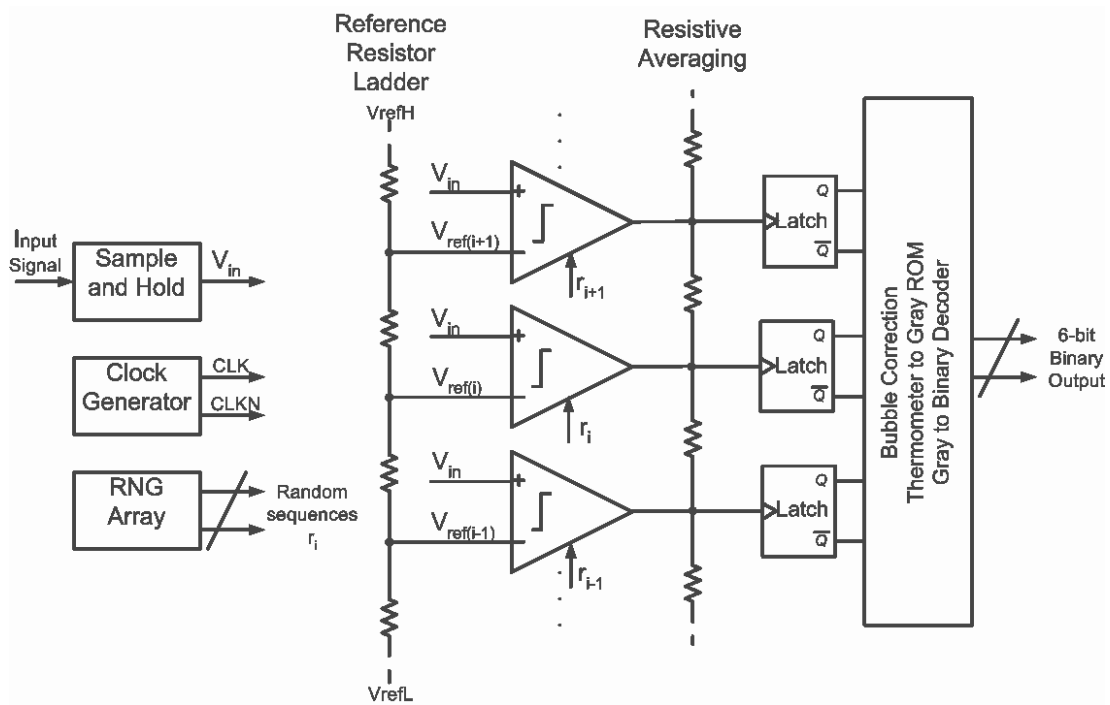 Reference
Resistor
Ladder
VrefH
Resistive
Averaging
Input
Signal
Sample
and Hold
Vin
Clock
Generator
CLK
CLKN
RNG
Array
Random
sequences
ri
Vin
+
Vref(i+1)
-
ri+1
Vin
+
Vref(i)
-
ri
Vin
+
Vref(i-1)
-
ri-1
VrefL
Latch
Q
Q̅
Latch
Q
Q̅
Latch
Q
Q̅
Bubble Correction
Thermometer to Gray ROM
Gray to Binary Decoder
6-bit
Binary
Output